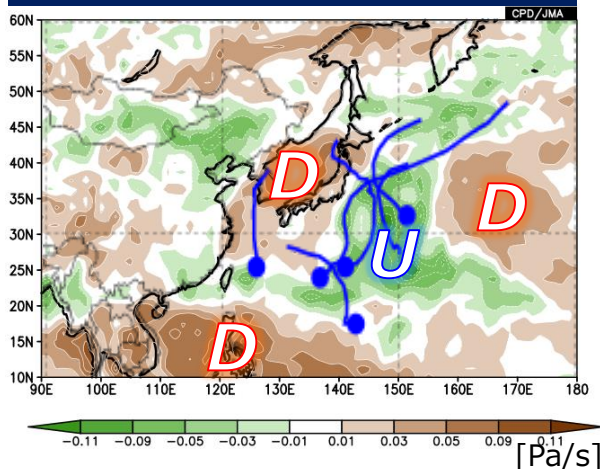 CPD/JMA
60N
55N
50N
45N
40N
35N
30N
25N
20N
15N
10N
D
D
U
D
90E 100E 110E 120E 130E 140E 150E 160E 170E 180
-0.11 -0.09 -0.05 -0.03 -0.01 0.01 0.03 0.05 0.09 0.11
[Pa/s]